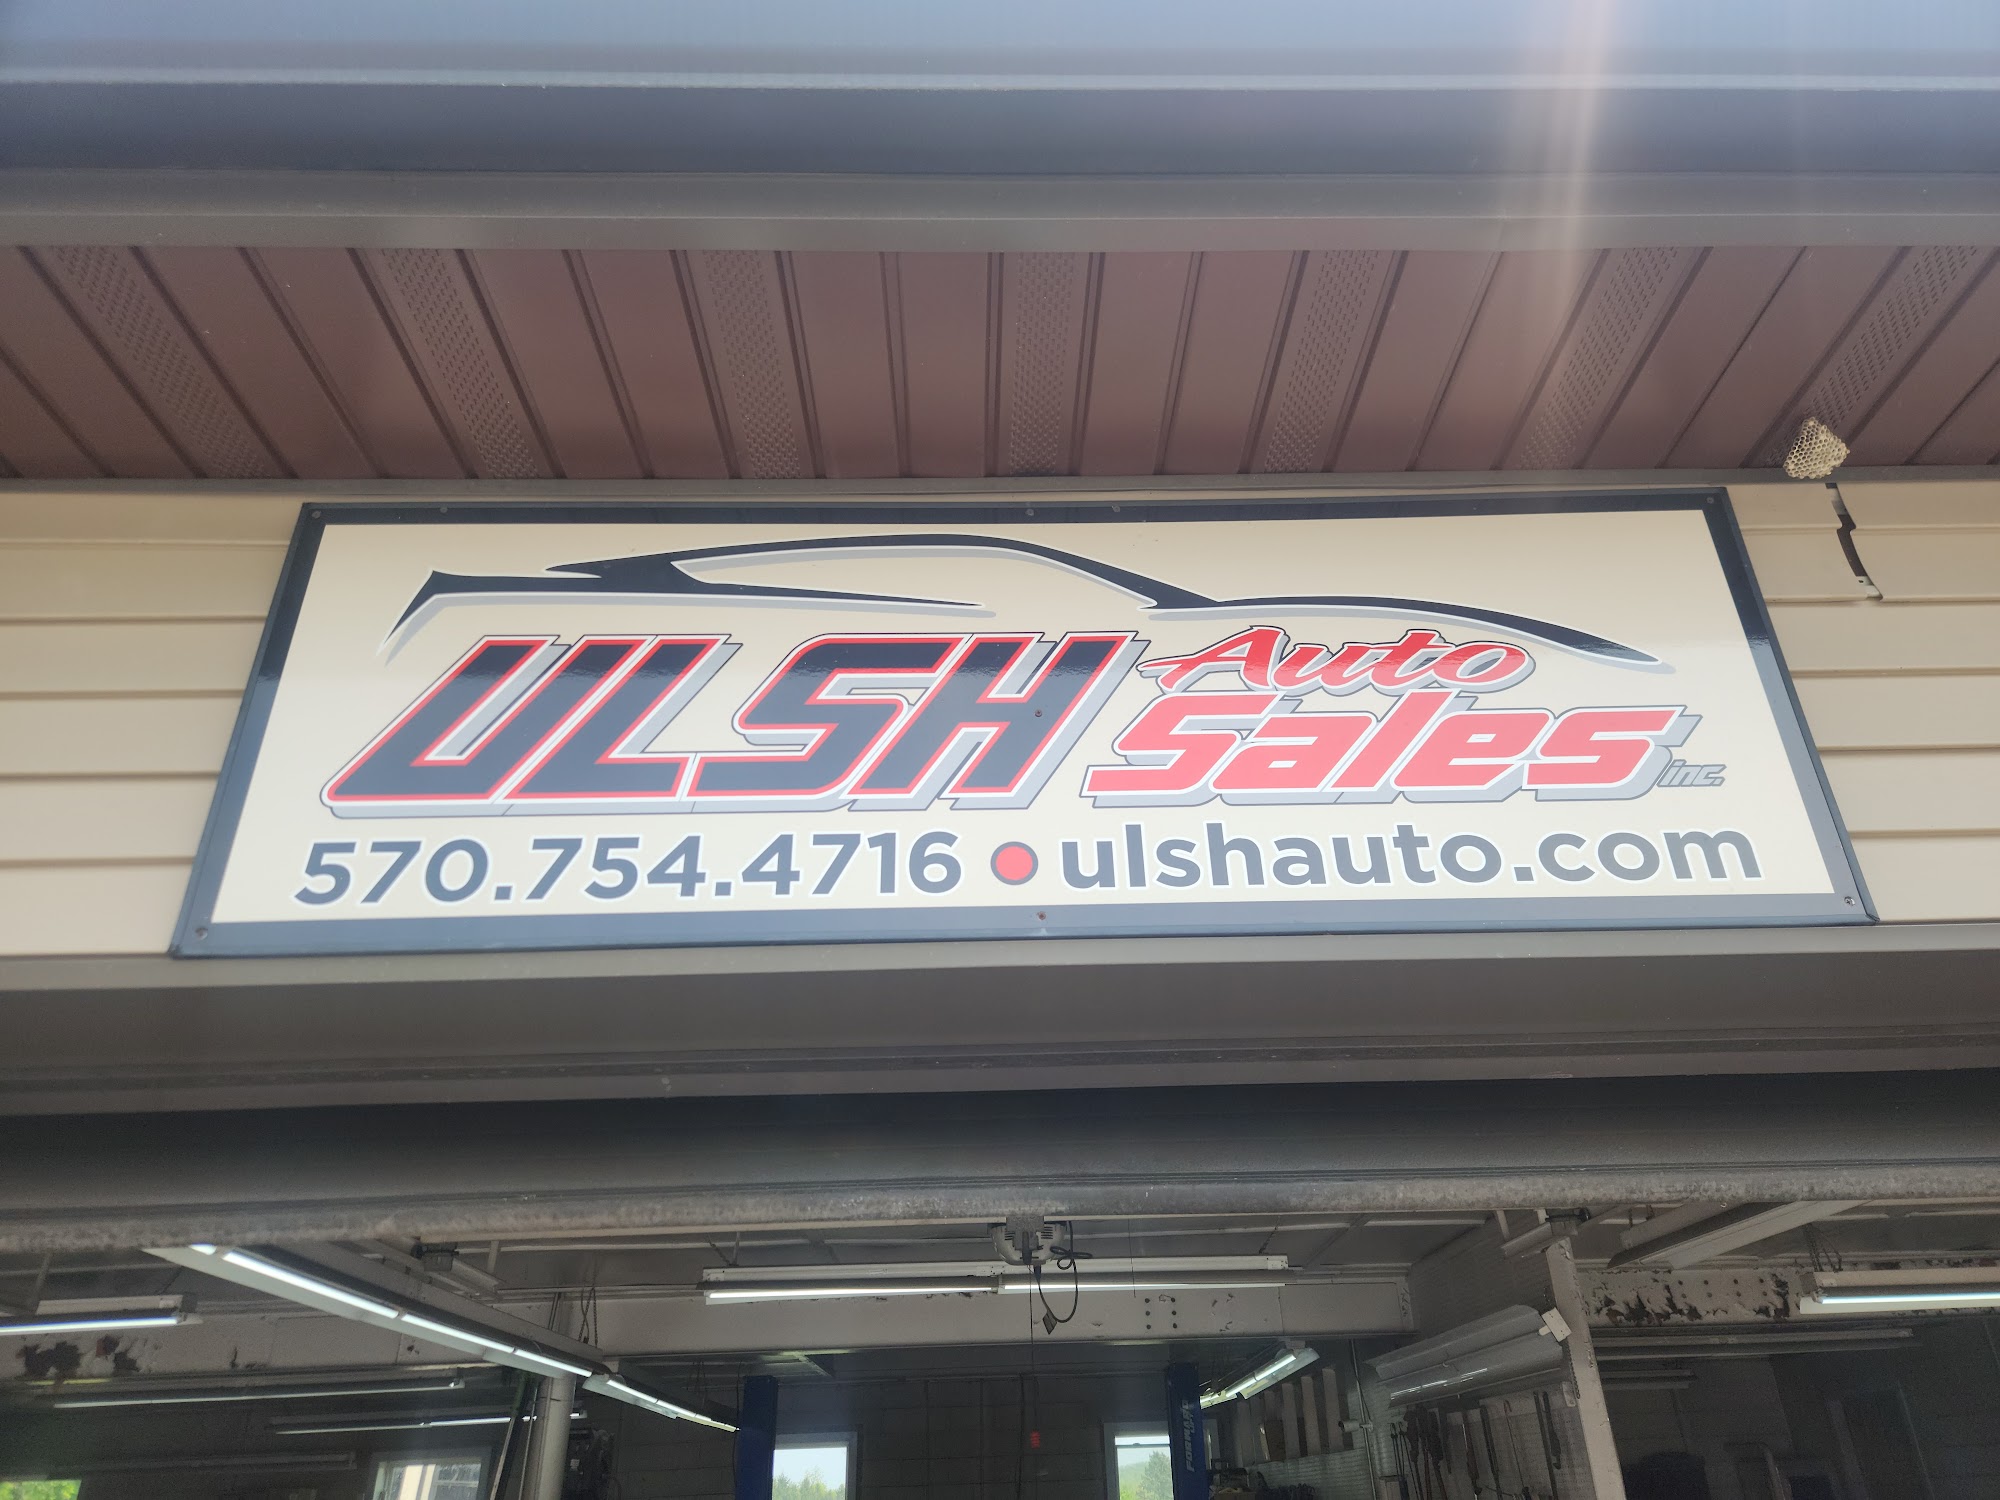 ULSH Auto Sales inc.
570.754.4716 • ulshauto.com